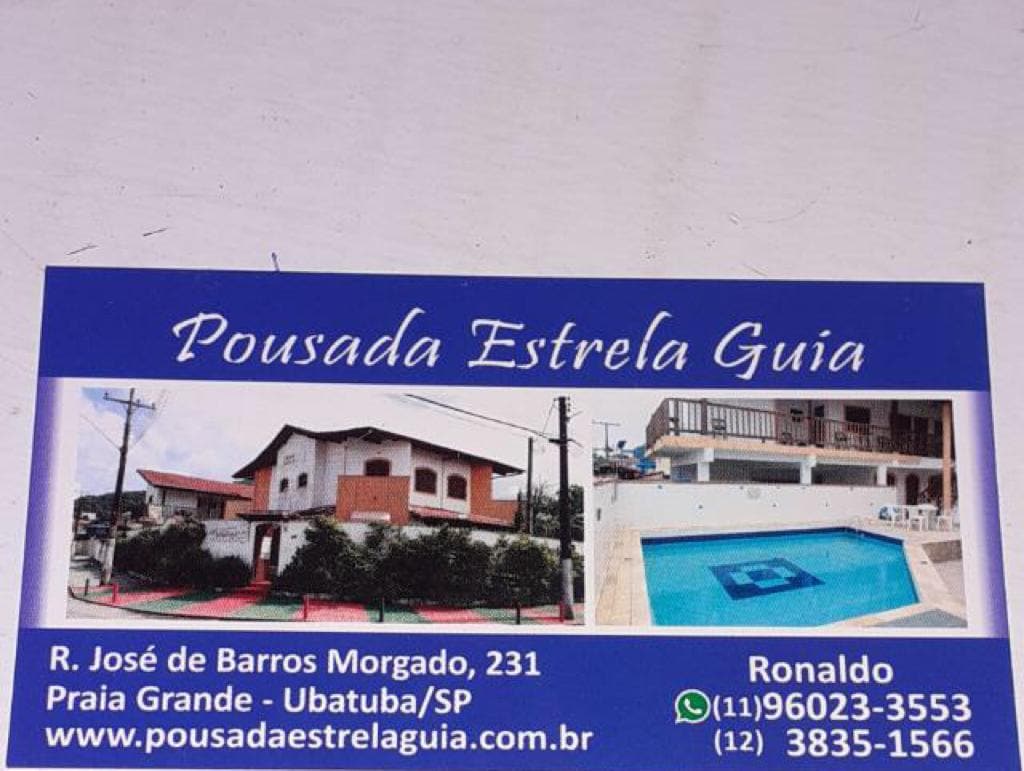 Pousada Estrela Guia
R. José de Barros Morgado, 231
Praia Grande - Ubatuba/SP
www.pousadaestrelaguia.com.br
Ronaldo
(11)96023-3553
(12) 3835-1566